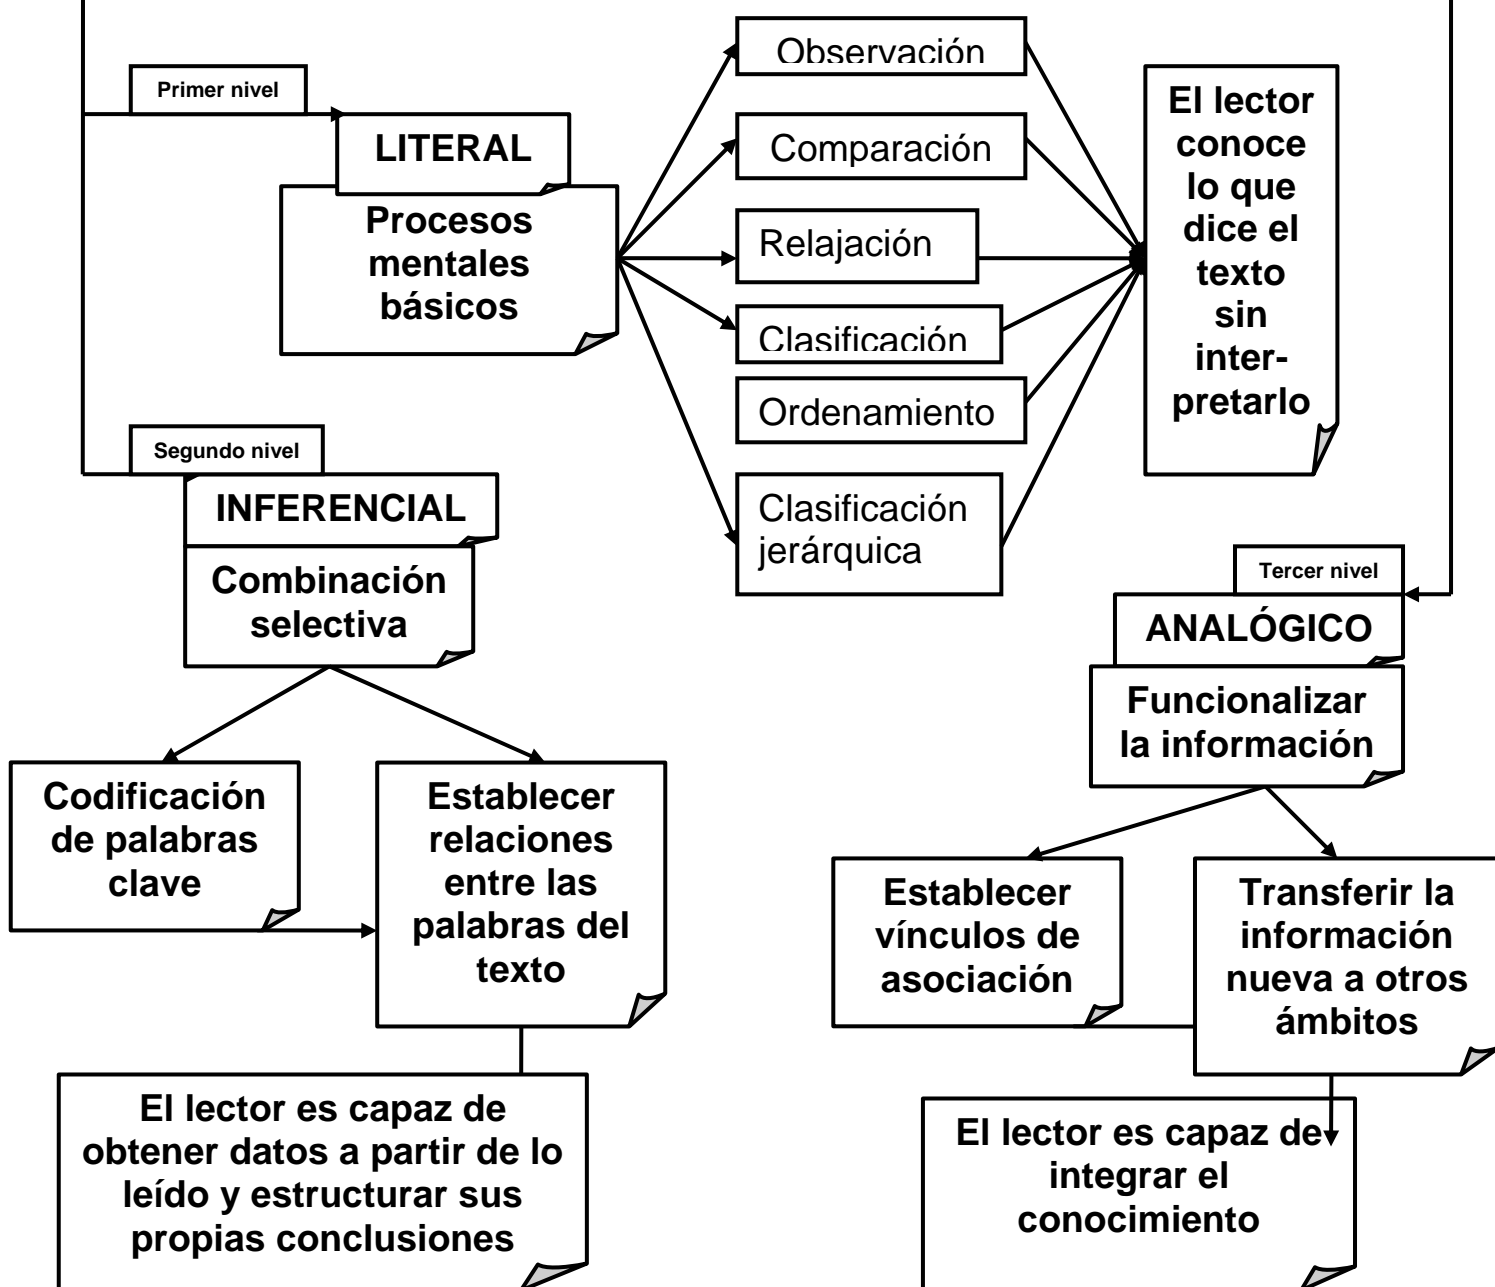 Primer nivel
LITERAL
Procesos
mentales
básicos
Observación
Comparación
Relajación
Clasificación
Ordenamiento
Clasificación
jerárquica
El lector
conoce
lo que
dice el
texto
sin
inter-
pretarlo
Segundo nivel
INFERENCIAL
Combinación
selectiva
Codificación
de palabras
clave
Establecer
relaciones
entre las
palabras del
texto
El lector es capaz de
obtener datos a partir de lo
leído y estructurar sus
propias conclusiones
Tercer nivel
ANALÓGICO
Funcionalizar
la información
Establecer
vínculos de
asociación
Transferir la
información
nueva a otros
ámbitos
El lector es capaz de
integrar el
conocimiento